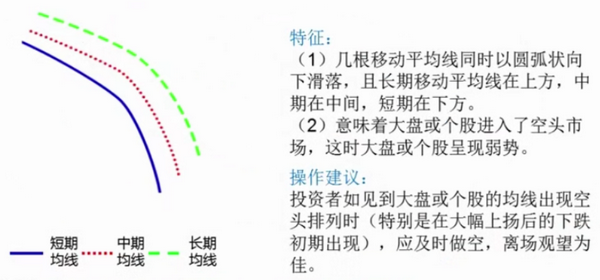 特征：
（1）几根移动平均线同时以圆弧状向
下滑落，且长期移动平均线在上方，中
期在中间，短期在下方。
（2）意味着大盘或个股进入了空头市
场，这时大盘或个股呈现弱势。
操作建议：
投资者如见到大盘或个股的均线出现空
头排列时（特别是在大幅上扬后的下跌
初期出现），应及时做空，离场观望为
佳。
短期
均线
中期
均线
长期
均线